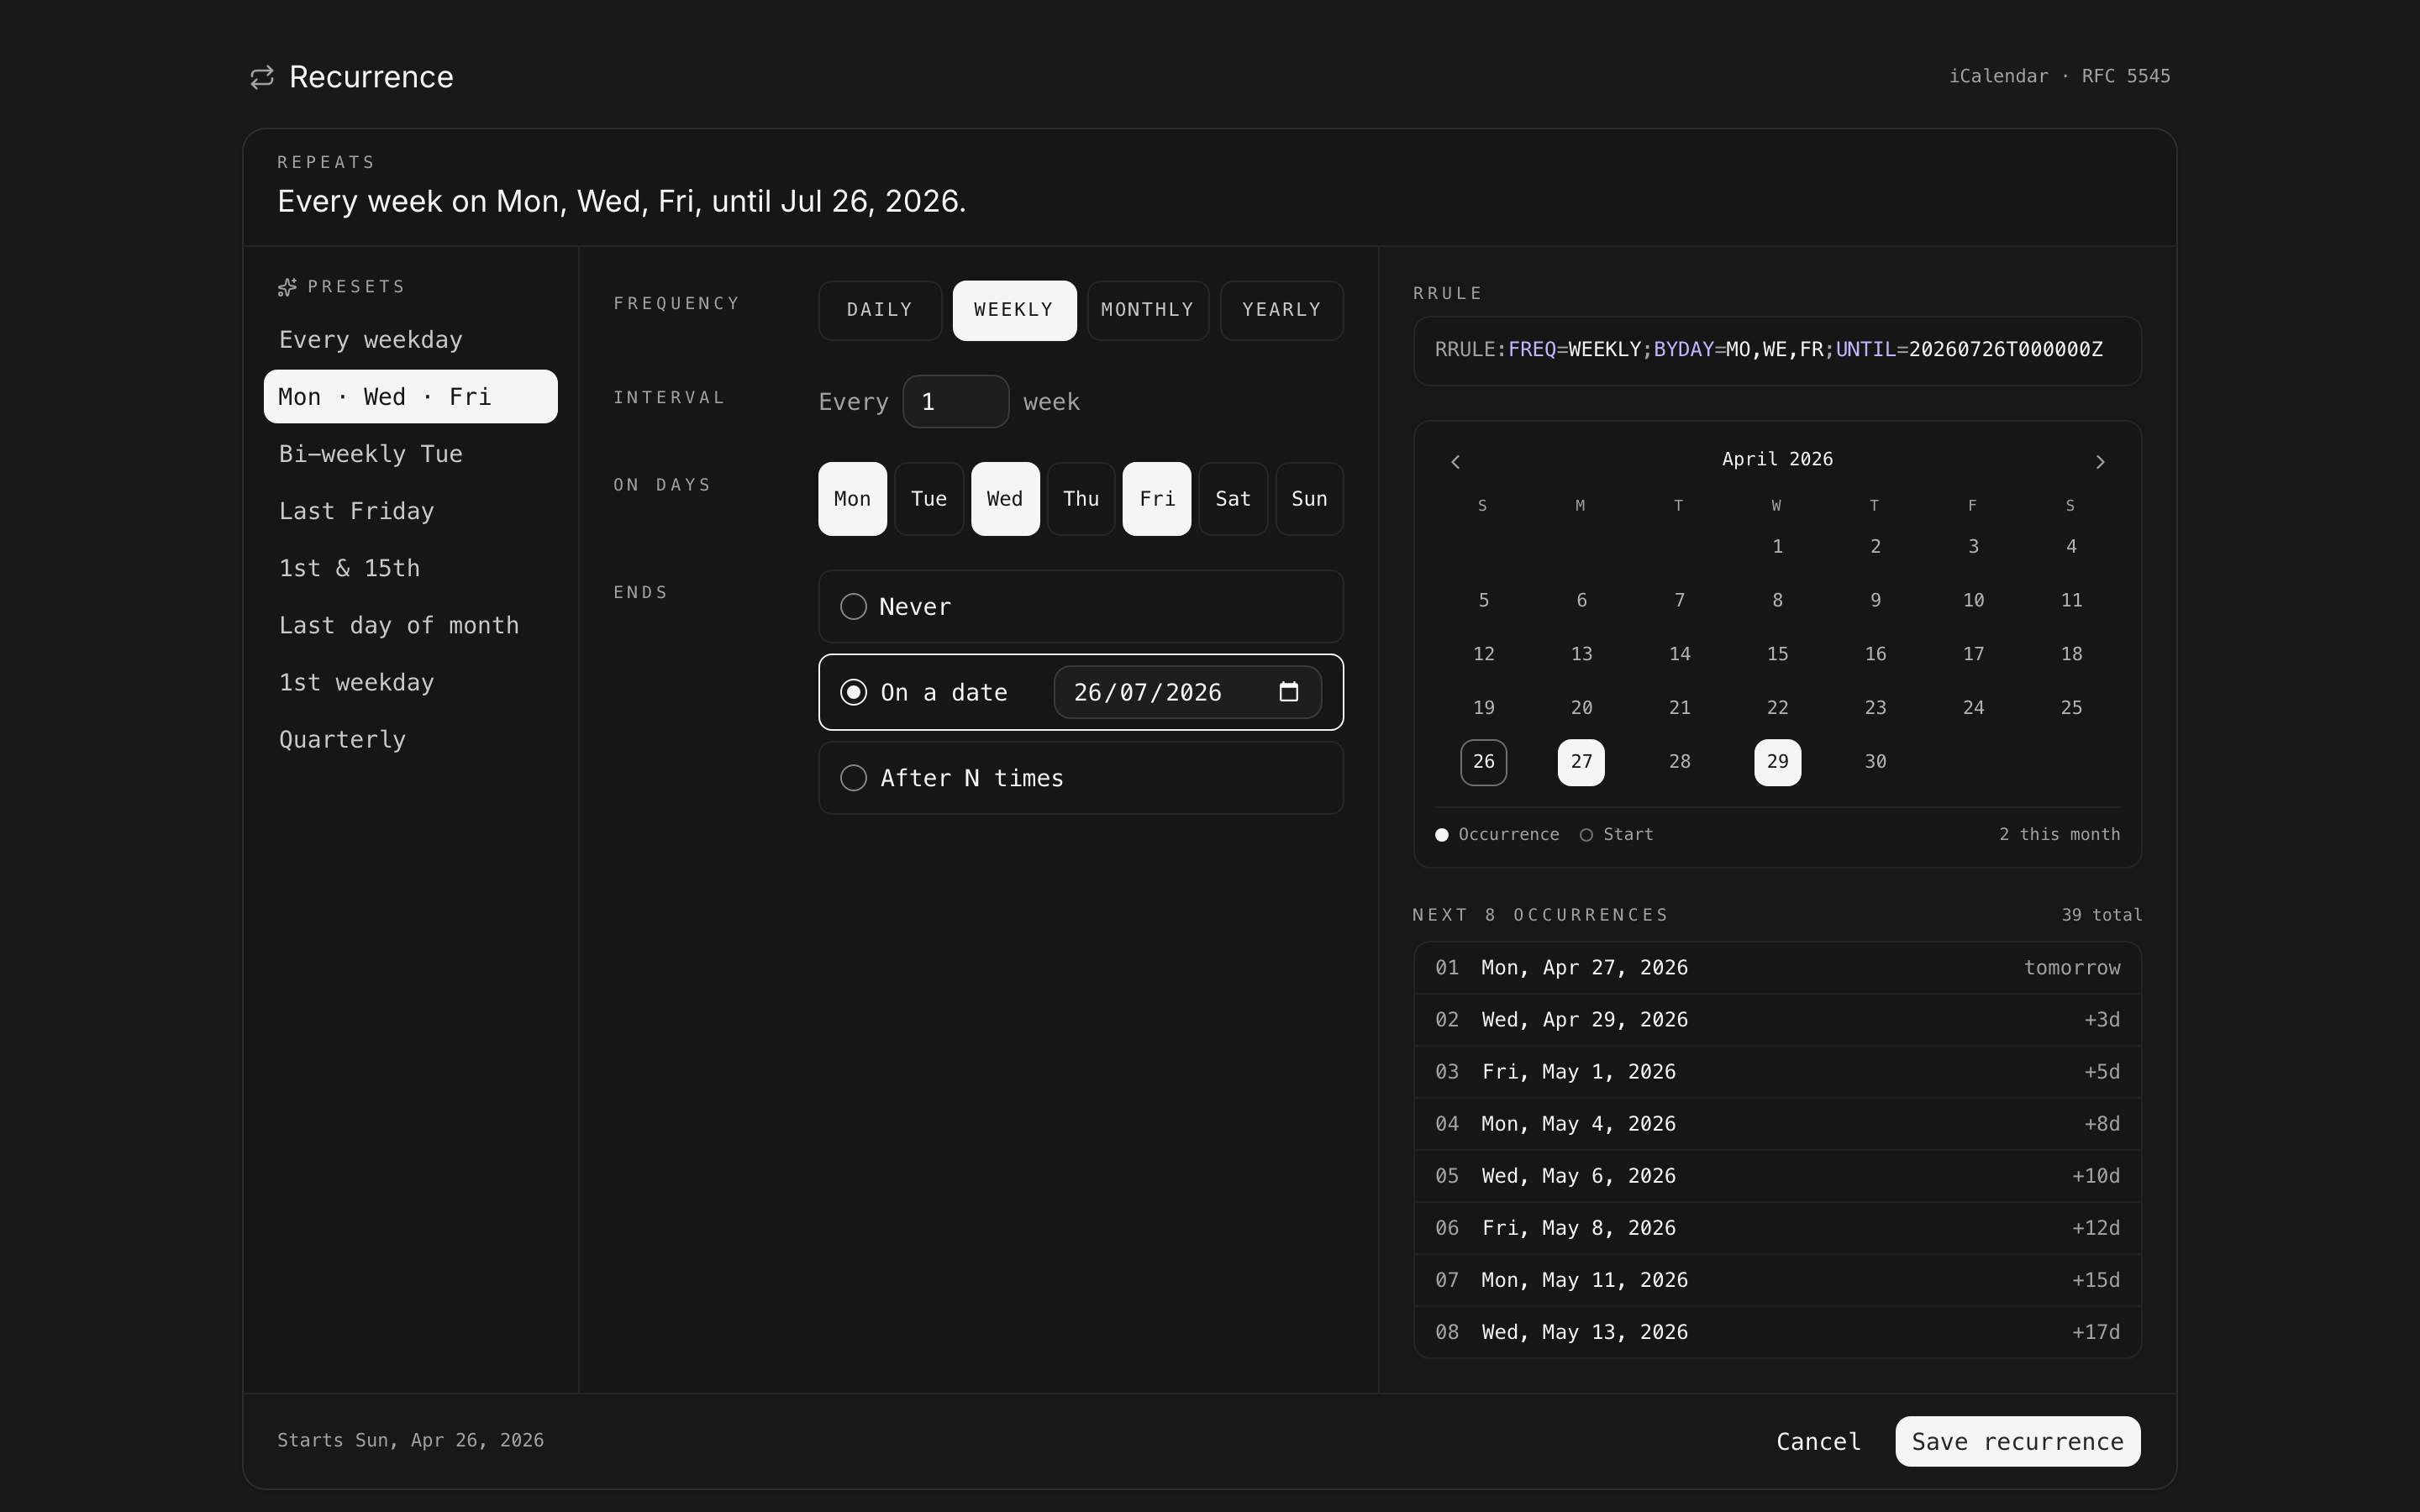 Recurrence
iCalendar · RFC 5545
REPEATS
Every week on Mon, Wed, Fri, until Jul 26, 2026.
PRESETS
Every weekday
Mon · Wed · Fri
Bi-weekly Tue
Last Friday
1st & 15th
Last day of month
1st weekday
Quarterly
FREQUENCY
DAILY WEEKLY MONTHLY YEARLY
INTERVAL
Every 1 week
ON DAYS
Mon Tue Wed Thu Fri Sat Sun
ENDS
Never
On a date 26/07/2026
After N times
RRULE
RRULE:FREQ=WEEKLY;BYDAY=MO,WE,FR;UNTIL=20260726T000000Z
April 2026
S M T W T F S
1 2 3 4
5 6 7 8 9 10 11
12 13 14 15 16 17 18
19 20 21 22 23 24 25
26 27 28 29 30
Occurrence Start 2 this month
NEXT 8 OCCURRENCES 39 total
01 Mon, Apr 27, 2026 tomorrow
02 Wed, Apr 29, 2026 +3d
03 Fri, May 1, 2026 +5d
04 Mon, May 4, 2026 +8d
05 Wed, May 6, 2026 +10d
06 Fri, May 8, 2026 +12d
07 Mon, May 11, 2026 +15d
08 Wed, May 13, 2026 +17d
Starts Sun, Apr 26, 2026
Cancel
Save recurrence